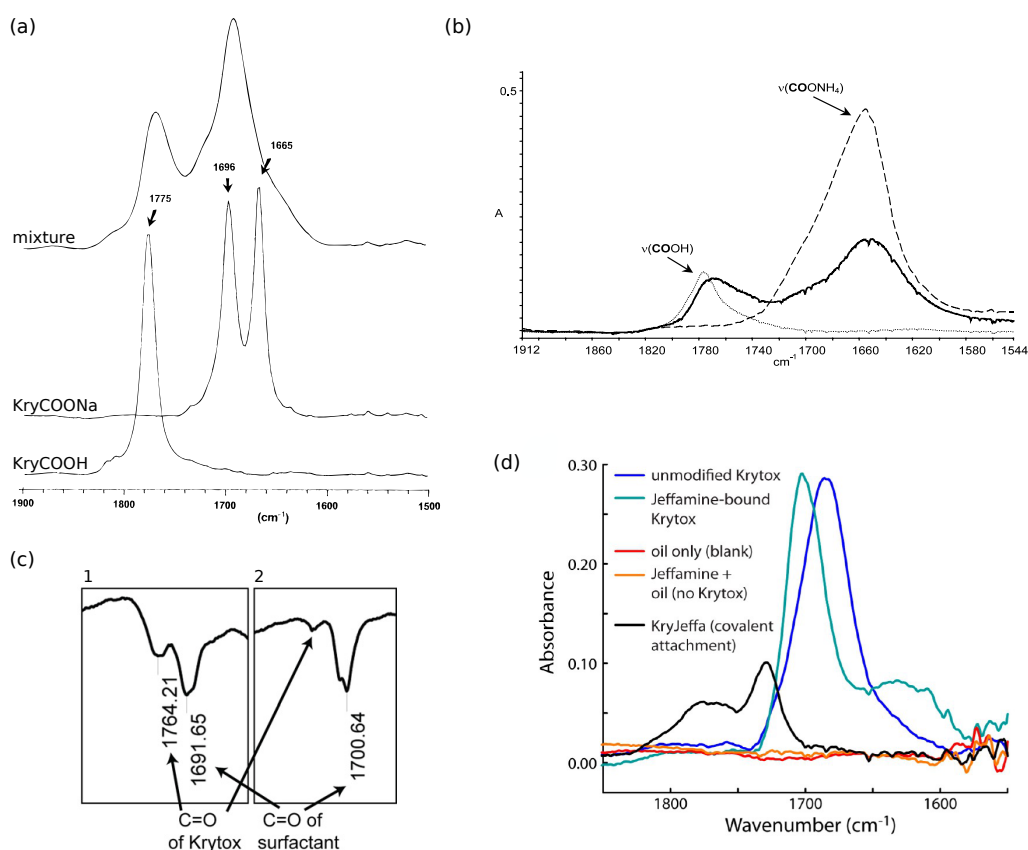 (a)
1775
1696
1665
mixture
KryCOONa
KryCOOH
1900
1800
1700
1600
1500
(cm⁻¹)
(b)
0.5
A
ν(COONH₄)
ν(COOH)
1912
1860
1820
1780
1740
1700
1660
1620
1580
1544
cm⁻¹
(c)
1
2
1764.21
1691.65
1700.64
C=O
of Krytox
C=O of
surfactant
(d)
0.30
0.20
0.10
0.00
Absorbance
unmodified Krytox
Jeffamine-bound
Krytox
oil only (blank)
Jeffamine +
oil (no Krytox)
KryJeffa (covalent
attachment)
1800
1700
1600
Wavenumber (cm⁻¹)